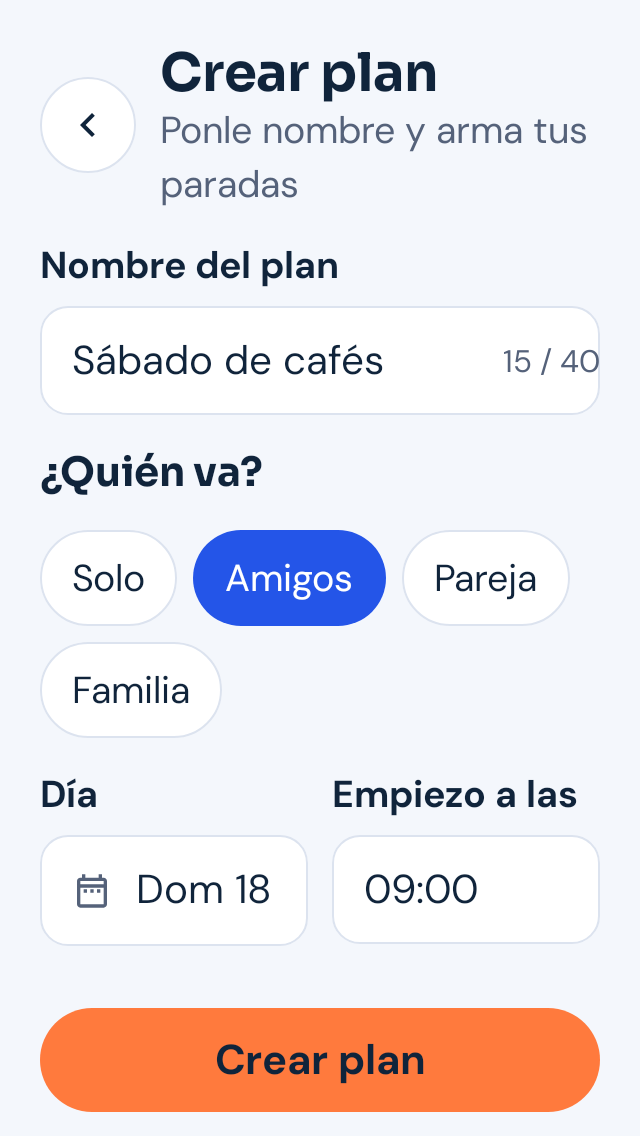 Crear plan
Ponle nombre y arma tus
paradas
Nombre del plan
Sábado de cafés 15 / 40
¿Quién va?
Solo Amigos Pareja
Familia
Día Empiezo a las
Dom 18 09:00
Crear plan